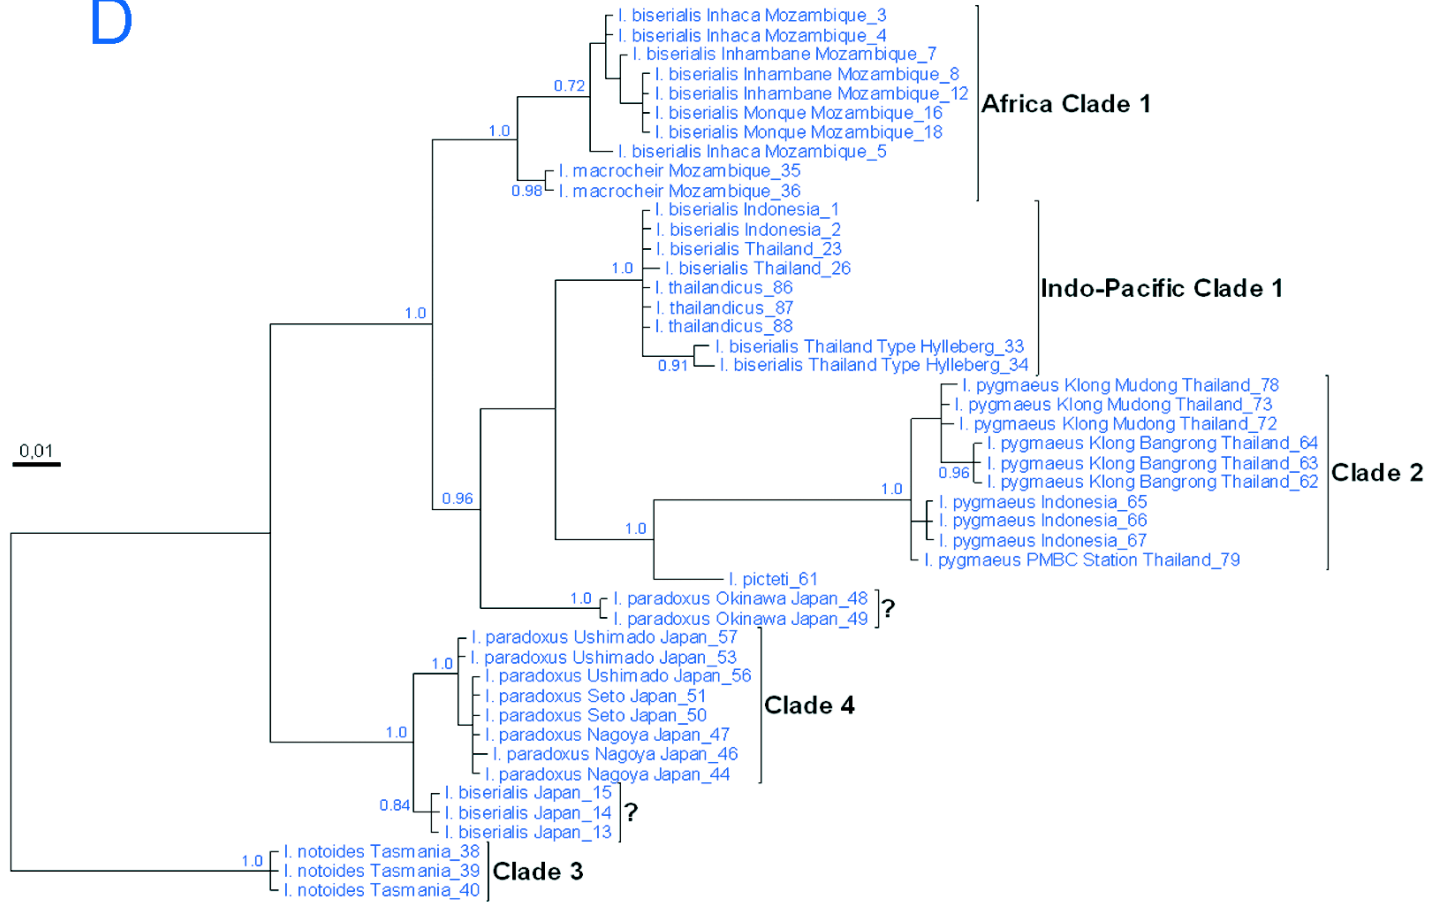 D
I. biserialis Inhaca Mozambique_3
I. biserialis Inhaca Mozambique_4
I. biserialis Inhambane Mozambique_7
I. biserialis Inhambane Mozambique_8
0.72
I. biserialis Inhambane Mozambique_12
Africa Clade 1
I. biserialis Monque Mozambique_16
1.0
I. biserialis Monque Mozambique_18
I. biserialis Inhaca Mozambique_5
I. macrocheir Mozambique_35
0.98
I. macrocheir Mozambique_36
I. biserialis Indonesia_1
I. biserialis Indonesia_2
I. biserialis Thailand_23
1.0
I. biserialis Thailand_26
I. thailandicus_86
Indo-Pacific Clade 1
I. thailandicus_87
1.0
I. thailandicus_88
I. biserialis Thailand Type Hylleberg_33
0.91
I. biserialis Thailand Type Hylleberg_34
I. pygmaeus Klong Mudong Thailand_78
I. pygmaeus Klong Mudong Thailand_73
I. pygmaeus Klong Mudong Thailand_72
I. pygmaeus Klong Bangrong Thailand_64
0,01
I. pygmaeus Klong Bangrong Thailand_63
0.96
Clade 2
I. pygmaeus Klong Bangrong Thailand_62
1.0
0.96
I. pygmaeus Indonesia_65
I. pygmaeus Indonesia_66
1.0
I. pygmaeus Indonesia_67
I. pygmaeus PMBC Station Thailand_79
I. picteti_61
1.0
I. paradoxus Okinawa Japan_48
?
I. paradoxus Okinawa Japan_49
I. paradoxus Ushimado Japan_57
1.0
I. paradoxus Ushimado Japan_53
I. paradoxus Ushimado Japan_56
I. paradoxus Seto Japan_51
Clade 4
I. paradoxus Seto Japan_50
1.0
I. paradoxus Nagoya Japan_47
I. paradoxus Nagoya Japan_46
I. paradoxus Nagoya Japan_44
I. biserialis Japan_15
0.84
I. biserialis Japan_14
?
I. biserialis Japan_13
I. notoides Tasmania_38
1.0
I. notoides Tasmania_39
Clade 3
I. notoides Tasmania_40